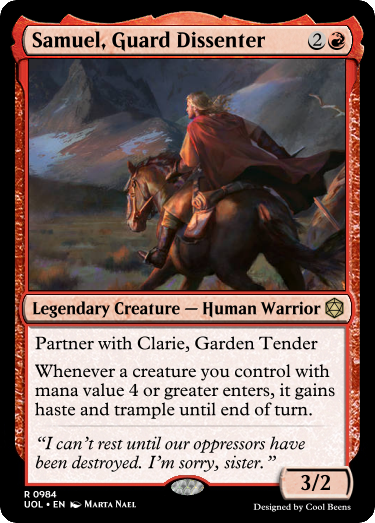 Samuel, Guard Dissenter 2
Legendary Creature — Human Warrior
Partner with Clarie, Garden Tender
Whenever a creature you control with
mana value 4 or greater enters, it gains
haste and trample until end of turn.
“I can't rest until our oppressors have
been destroyed. I'm sorry, sister.”
3/2
R 0984
UOL • EN Marta Nael
Designed by Cool Beens